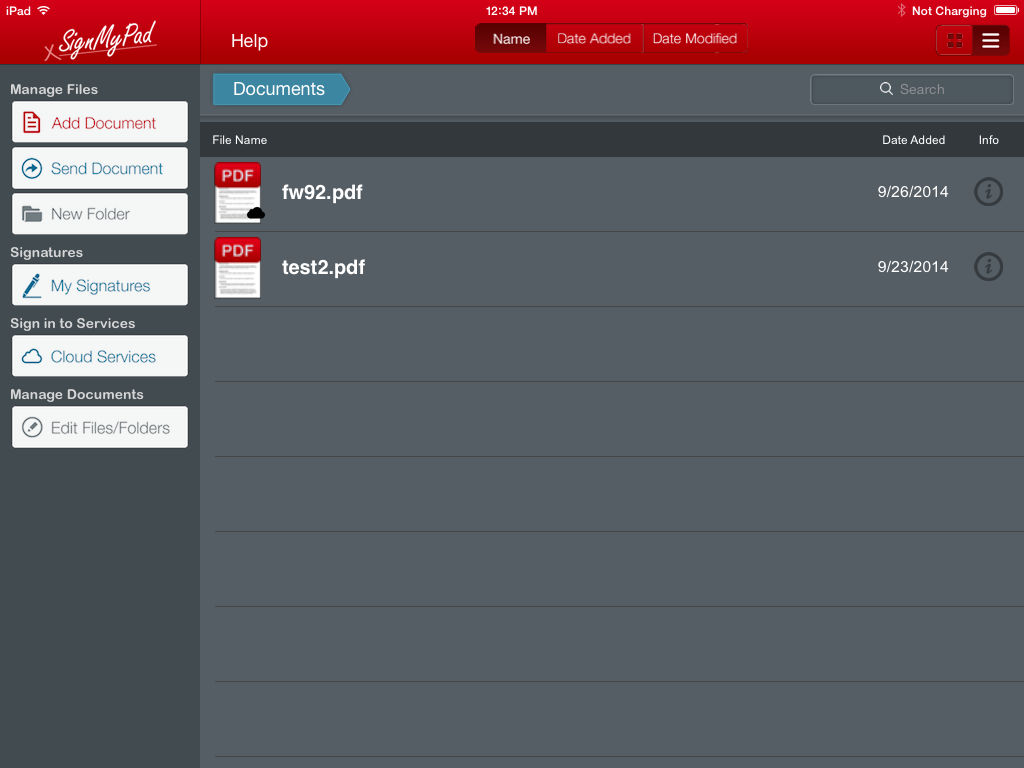 iPad 12:34 PM Not Charging
SignMyPad
Help Name Date Added Date Modified
Documents Search
Manage Files
Add Document
Send Document
New Folder
Signatures
My Signatures
Sign in to Services
Cloud Services
Manage Documents
Edit Files/Folders
File Name Date Added Info
PDF fw92.pdf 9/26/2014
PDF test2.pdf 9/23/2014